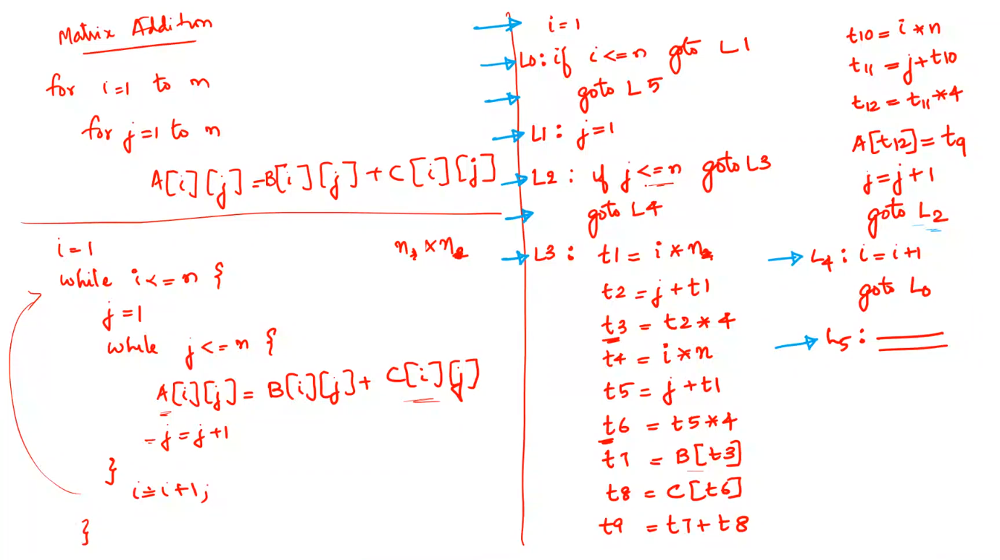 Matrix Addition
for i=1 to n
for j=1 to n
A[i][j]=B[i][j]+C[i][j]
i=1
while i<=n {
j=1
while j<=n {
A[i][j]= B[i][j]+ C[i][j]
-j=j+1
}
i=i+1;
}
i=1
L0: if i<=n goto L1
goto L5
L1: j=1
L2: if j<=n goto L3
goto L4
L3: t1= i*n
t2=j+t1
t3 = t2*4
t4= i*n
t5= j+t1
t6 = t5*4
t7 = B[t3]
t8 = C[t6]
t9 = t7+t8
t10= i*n
t11=j+t10
t12= t11*4
A[t12]=t9
j=j+1
goto L2
L4: i=i+1
goto L0
L5: